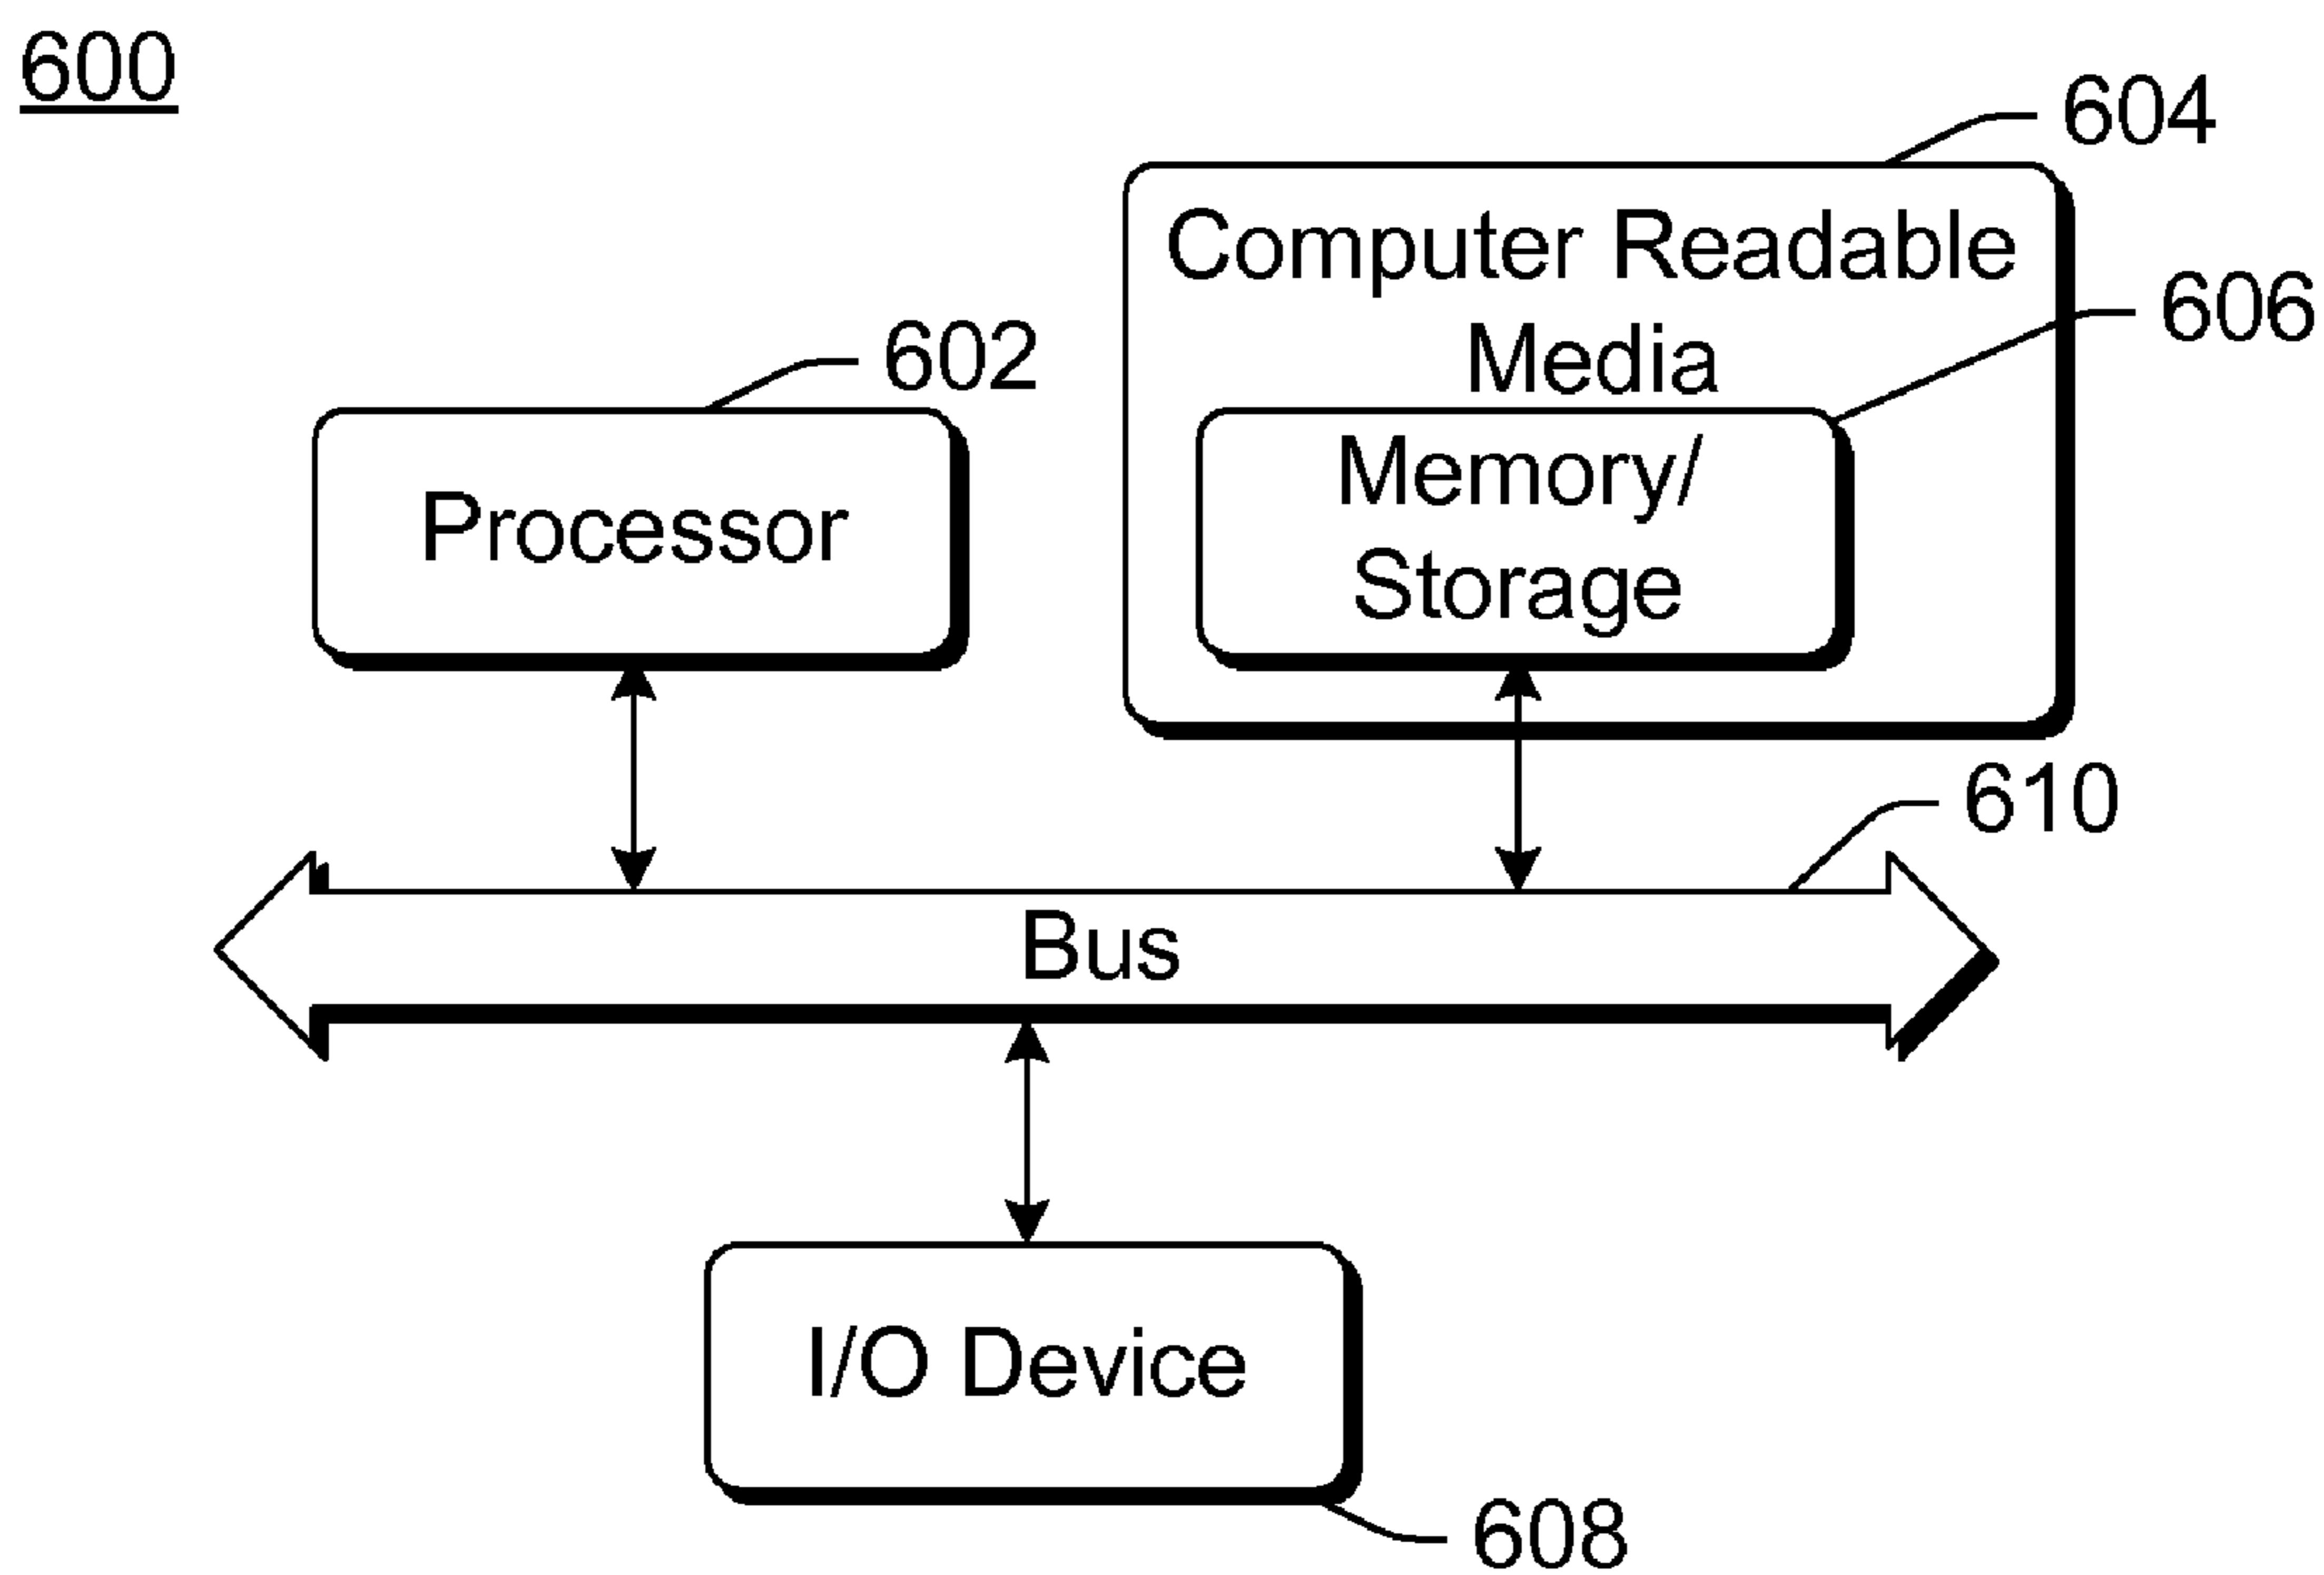 600
604
Computer Readable
606
Media
602
Memory/
Processor
Storage
610
Bus
I/O Device
608